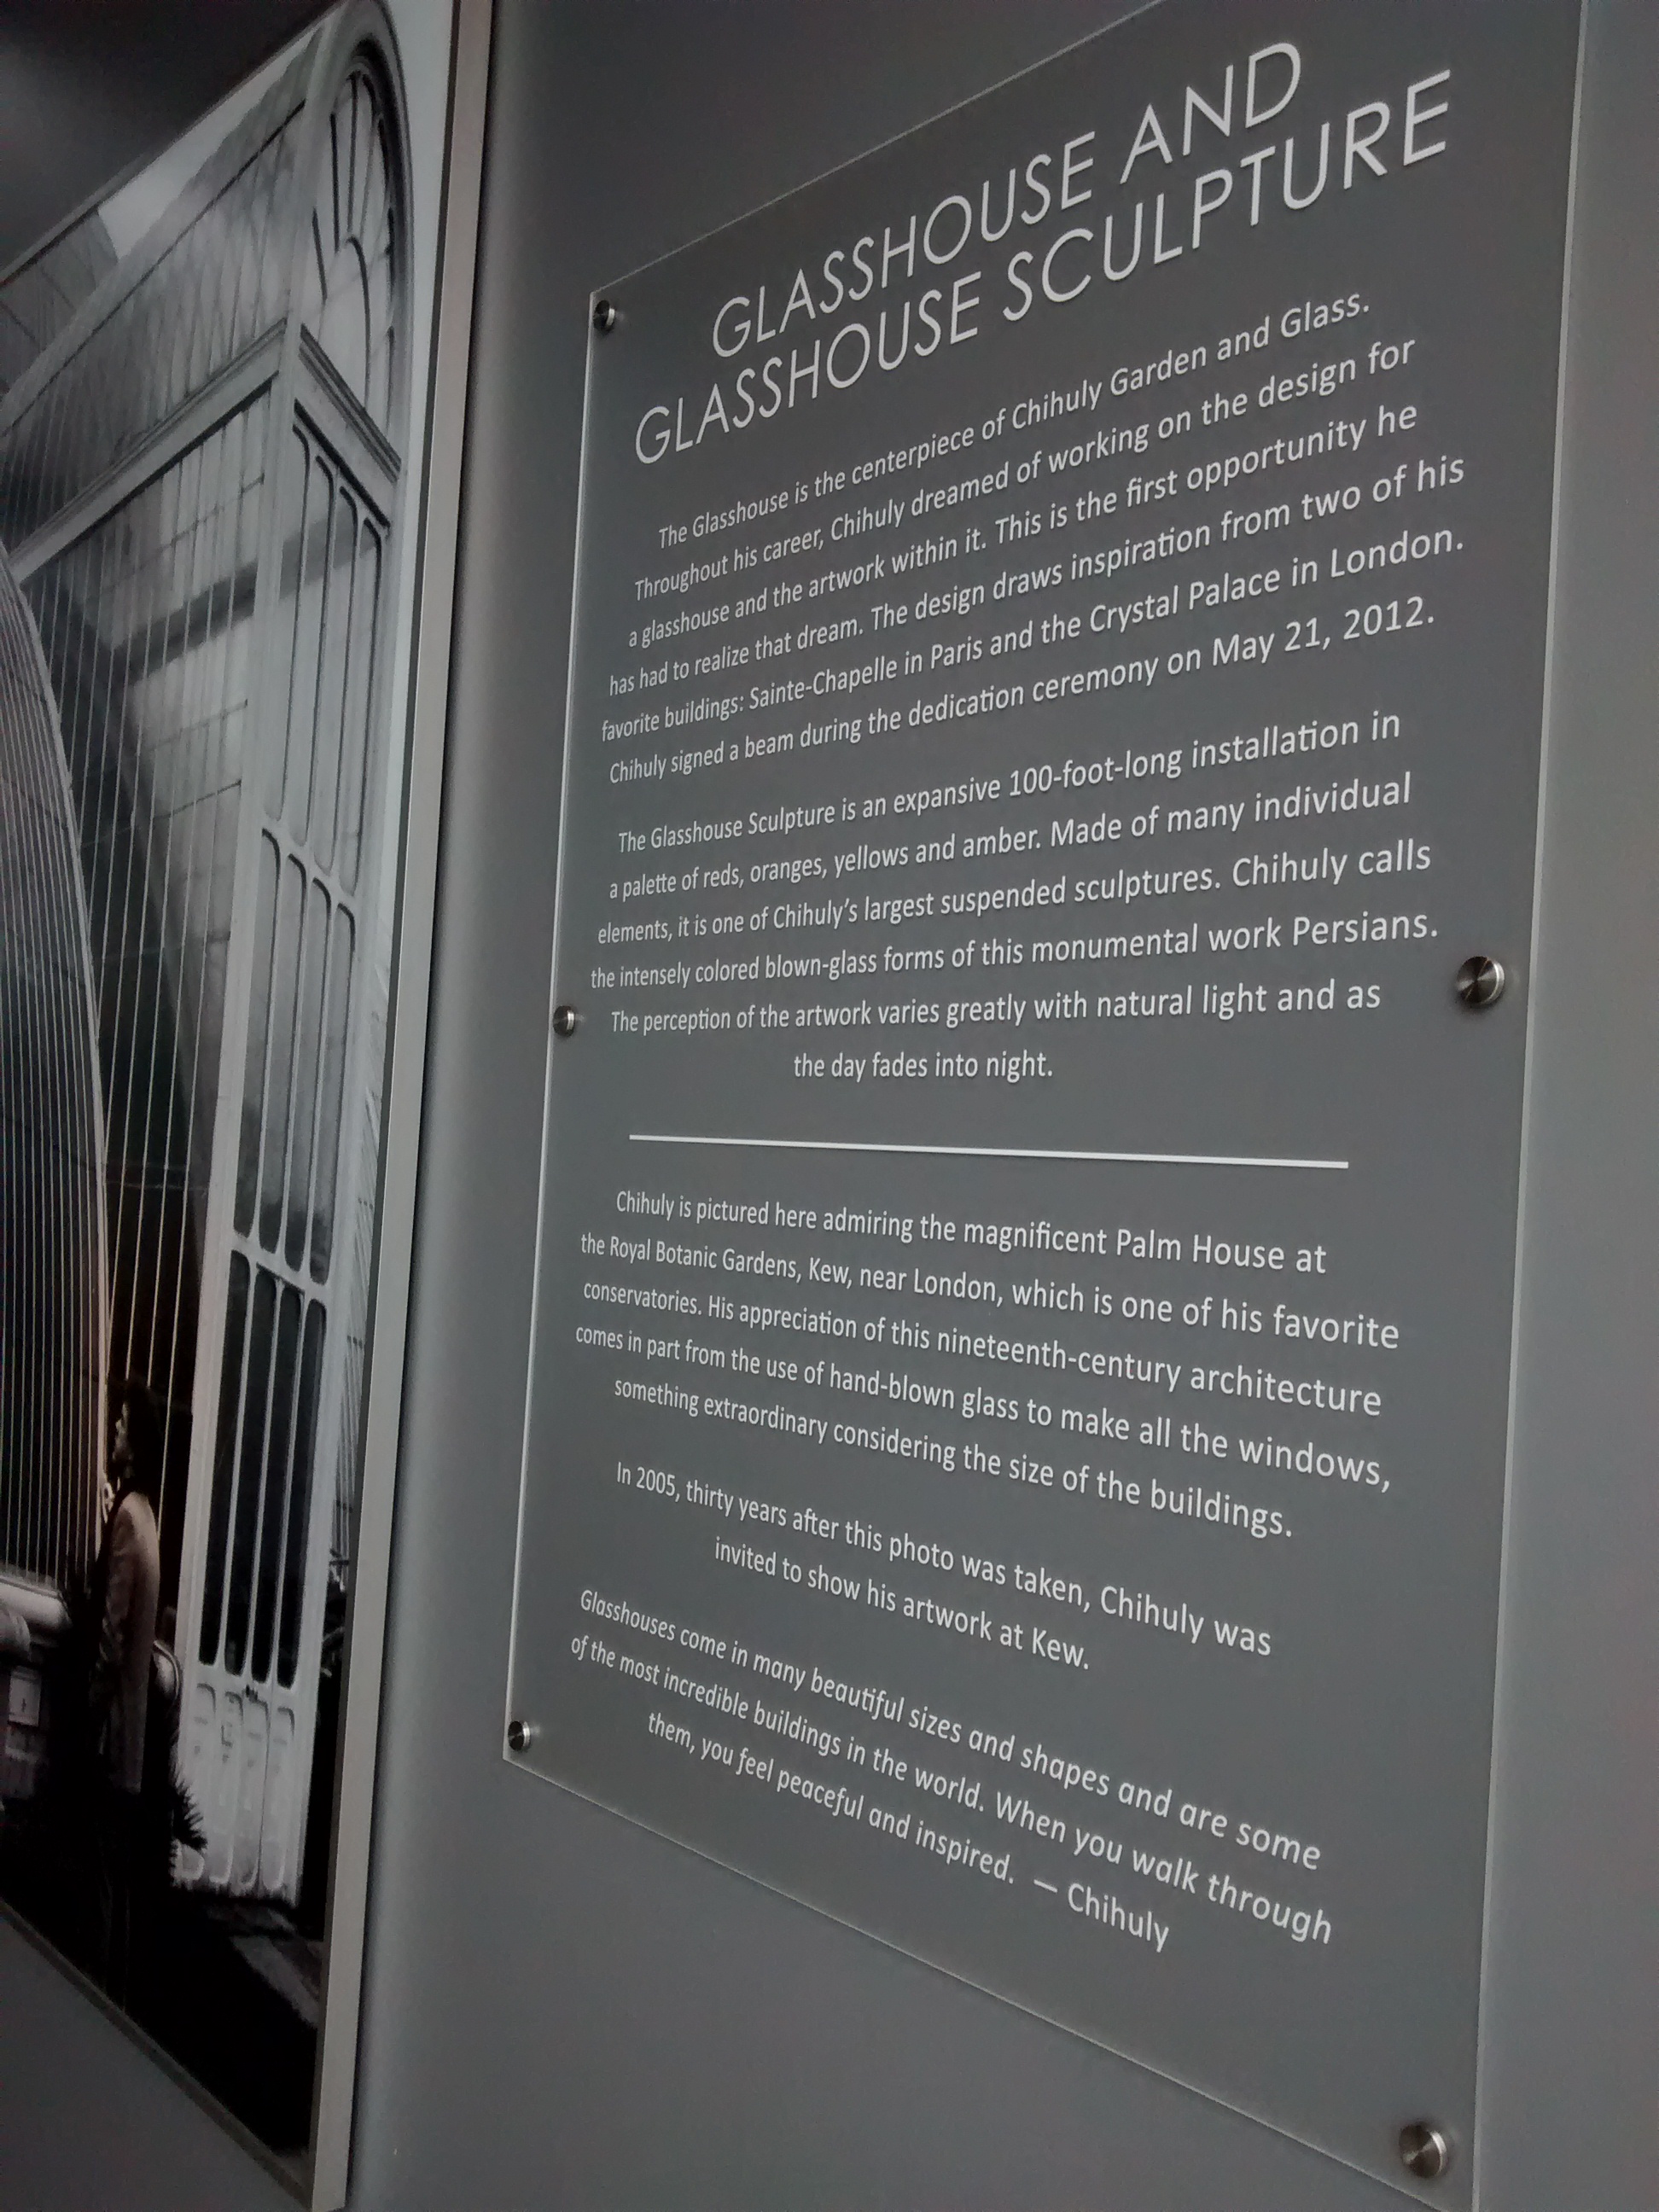 GLASSHOUSE AND
GLASSHOUSE SCULPTURE
The Glasshouse is the centerpiece of Chihuly Garden and Glass.
Throughout his career, Chihuly dreamed of working on the design for
a glasshouse and the artwork within it. This is the first opportunity he
has had to realize that dream. The design draws inspiration from two of his
favorite buildings: Sainte-Chapelle in Paris and the Crystal Palace in London.
Chihuly signed a beam during the dedication ceremony on May 21, 2012.
The Glasshouse Sculpture is an expansive 100-foot-long installation in
a palette of reds, oranges, yellows and amber. Made of many individual
elements, it is one of Chihuly’s largest suspended sculptures. Chihuly calls
the intensely colored blown-glass forms of this monumental work Persians.
The perception of the artwork varies greatly with natural light and as
the day fades into night.
Chihuly is pictured here admiring the magnificent Palm House at
the Royal Botanic Gardens, Kew, near London, which is one of his favorite
conservatories. His appreciation of this nineteenth-century architecture
comes in part from the use of hand-blown glass to make all the windows,
something extraordinary considering the size of the buildings.
In 2005, thirty years after this photo was taken, Chihuly was
invited to show his artwork at Kew.
Glasshouses come in many beautiful sizes and shapes and are some
of the most incredible buildings in the world. When you walk through
them, you feel peaceful and inspired. — Chihuly